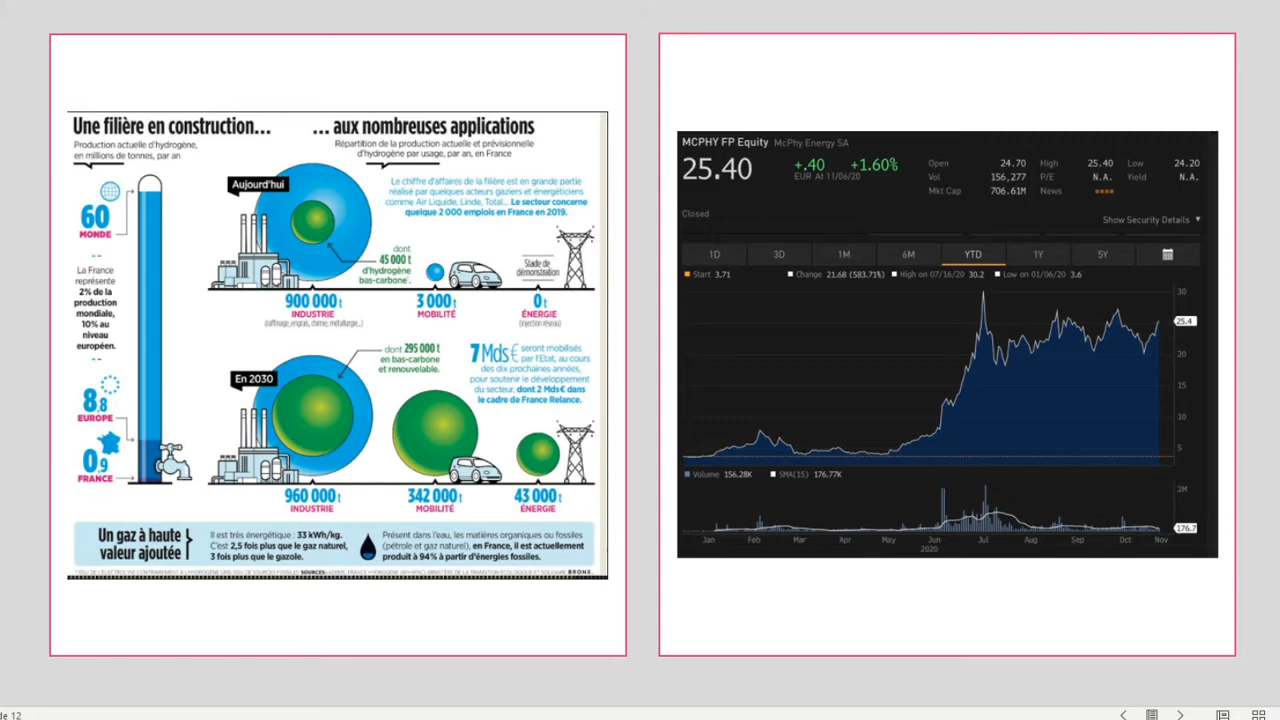 Une filière en construction...
Production actuelle d'hydrogène,
en millions de tonnes, par an
60
MONDE
La France
représente
2% de la
production
mondiale,
10% au
niveau
européen.
8,8
EUROPE
0,9
FRANCE
... aux nombreuses applications
Répartition de la production actuelle et prévisionnelle
d'hydrogène par usage, par an, en France
Aujourd'hui
Le chiffre d'affaires de la filière est en grande partie
réalisé par quelques acteurs gaziers et énergéticiens
comme Air Liquide, Linde, Total... Le secteur concerne
quelque 2 000 emplois en France en 2019.
dont
45 000 t
d'hydrogène
bas-carbone*.
Stade de
démonstration
900 000 t
INDUSTRIE
(raffinage, engrais, chimie, métallurgie...)
3 000 t
MOBILITÉ
0 t
ÉNERGIE
(injection réseau)
En 2030
dont 295 000 t
en bas-carbone
et renouvelable.
7 Mds € seront mobilisés
par l'Etat, au cours
des dix prochaines années,
pour soutenir le développement
du secteur, dont 2 Mds € dans
le cadre de France Relance.
960 000 t
INDUSTRIE
342 000 t
MOBILITÉ
43 000 t
ÉNERGIE
Un gaz à haute
valeur ajoutée
Il est très énergétique : 33 kWh/kg.
C'est 2,5 fois plus que le gaz naturel,
3 fois plus que le gazole.
Présent dans l'eau, les matières organiques ou fossiles
(pétrole et gaz naturel), en France, il est actuellement
produit à 94% à partir d'énergies fossiles.
BRONX.
MCPHY FP Equity McPhy Energy SA
25.40
+.40 +1.60%
EUR At 11/06/20
Open 24.70 High 25.40 Low 24.20
Vol 156,277 P/E N.A. Yield N.A.
Mkt Cap 706.61M News
Closed
Show Security Details
1D 3D 1M 6M YTD 1Y 5Y
Start 3.71 Change 21.68 (583.71%) High on 07/16/20 30.2 Low on 01/06/20 3.6
30
25.4
20
15
10
5
Volume 156.28K SMA(15) 176.77K
2M
176.7
Jan Feb Mar Apr May Jun Jul Aug Sep Oct Nov
2020
de 12